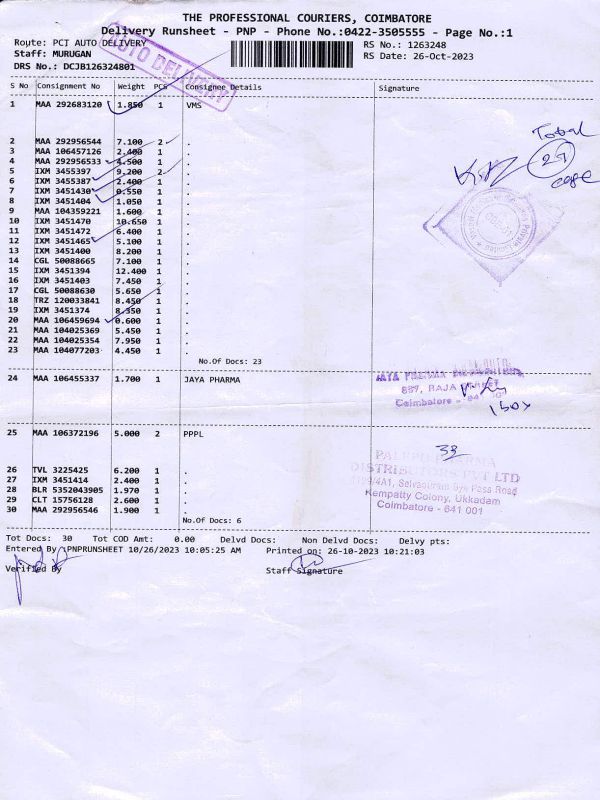 THE PROFESSIONAL COURIERS, COIMBATORE
Delivery Runsheet - PNP - Phone No.:0422-3505555 - Page No.:1
Route: PCT AUTO DELIVERY
RS No.: 1263248
Staff: MURUGAN
RS Date: 26-Oct-2023
DRS No.: DCJB126324801
AUTO DELIVERY
S No Consignment No Weight PCS Consignee Details Signature
1 MAA 292683120 1.850 1 VMS
2 MAA 292956544 7.100 2 .
3 MAA 106457126 2.400 1 .
4 MAA 292956533 4.500 1 .
5 IXM 3455397 9.200 2 .
6 IXM 3455387 2.400 1 .
7 IXM 3451430 0.550 1 .
8 IXM 3451404 1.050 1 .
9 MAA 104359221 1.600 1 .
10 IXM 3451470 10.650 1 .
11 IXM 3451472 6.400 1 .
12 IXM 3451465 5.100 1 .
13 IXM 3451400 8.200 1 .
14 CGL 50088665 7.100 1 .
15 IXM 3451394 12.400 1 .
16 IXM 3451403 7.450 1 .
17 CGL 50088630 5.650 1 .
18 TRZ 120033841 8.450 1 .
19 IXM 3451374 8.350 1 .
20 MAA 106459694 0.600 1 .
21 MAA 104025369 5.450 1 .
22 MAA 104025354 7.950 1 .
23 MAA 104077203 4.450 1 .
No.Of Docs: 23
Total
27
24 MAA 106455337 1.700 1 JAYA PHARMA
JAYA
887, RAJA STREET
Coimbatore -
1 box
25 MAA 106372196 5.000 2 PPPL
33
PHARMA
DISTRIBUTORS PVT LTD
Selvapuram Bye Pass Road
Kempatty Colony, Ukkadam
Coimbatore - 641 001
26 TVL 3225425 6.200 1 .
27 IXM 3451414 2.400 1 .
28 BLR 5352043905 1.970 1 .
29 CLT 15756128 2.600 1 .
30 MAA 292956546 1.900 1 .
No.Of Docs: 6
Tot Docs: 30 Tot COD Amt: 0.00 Delvd Docs: Non Delvd Docs: Delvy pts:
Entered By :PNPRUNSHEET 10/26/2023 10:05:25 AM Printed on: 26-10-2023 10:21:03
Verified By Staff Signature